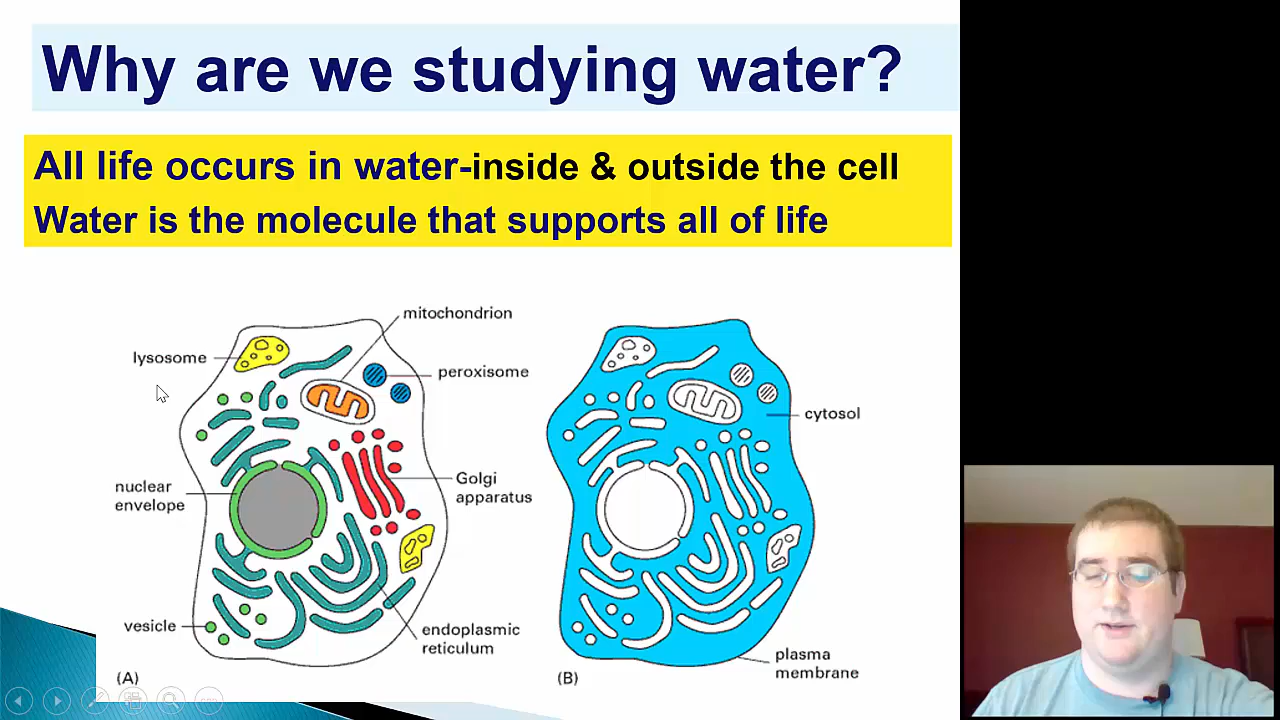 Why are we studying water?
All life occurs in water-inside & outside the cell
Water is the molecule that supports all of life
mitochondrion
lysosome
peroxisome
cytosol
nuclear
envelope
Golgi
apparatus
vesicle
endoplasmic
reticulum
plasma
membrane
(A)
(B)